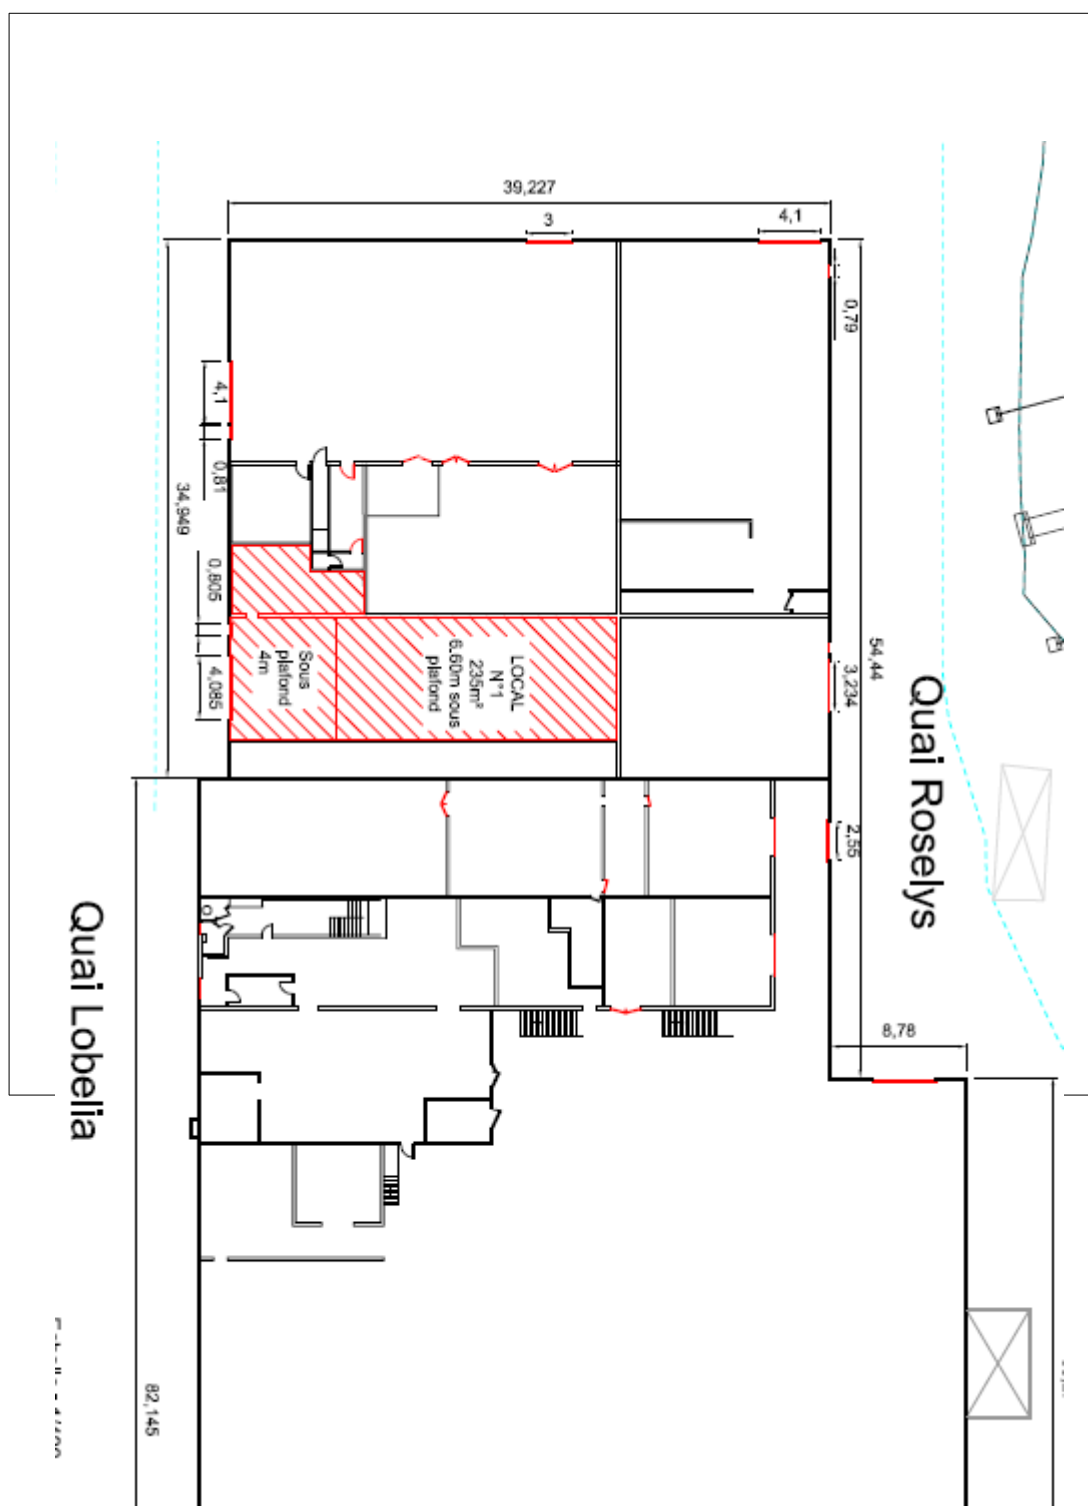 39,227
3
4,1
0,79
4,1
0,81
34,949
0,805
4,085
54,44
3,234
LOCAL
N°1
235m²
6.60m sous
plafond
Sous
plafond
4m
Quai Roselys
2,55
Quai Lobelia
8,78
82,145